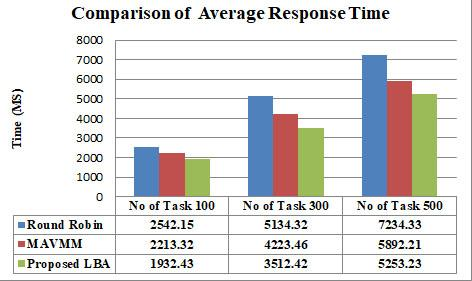 Comparison of Average Response Time
8000
7000
6000
5000
4000
3000
2000
1000
0
Time (MS)
No of Task 100 No of Task 300 No of Task 500
Round Robin 2542.15 5134.32 7234.33
MAVMM 2213.32 4223.46 5892.21
Proposed LBA 1932.43 3512.42 5253.23